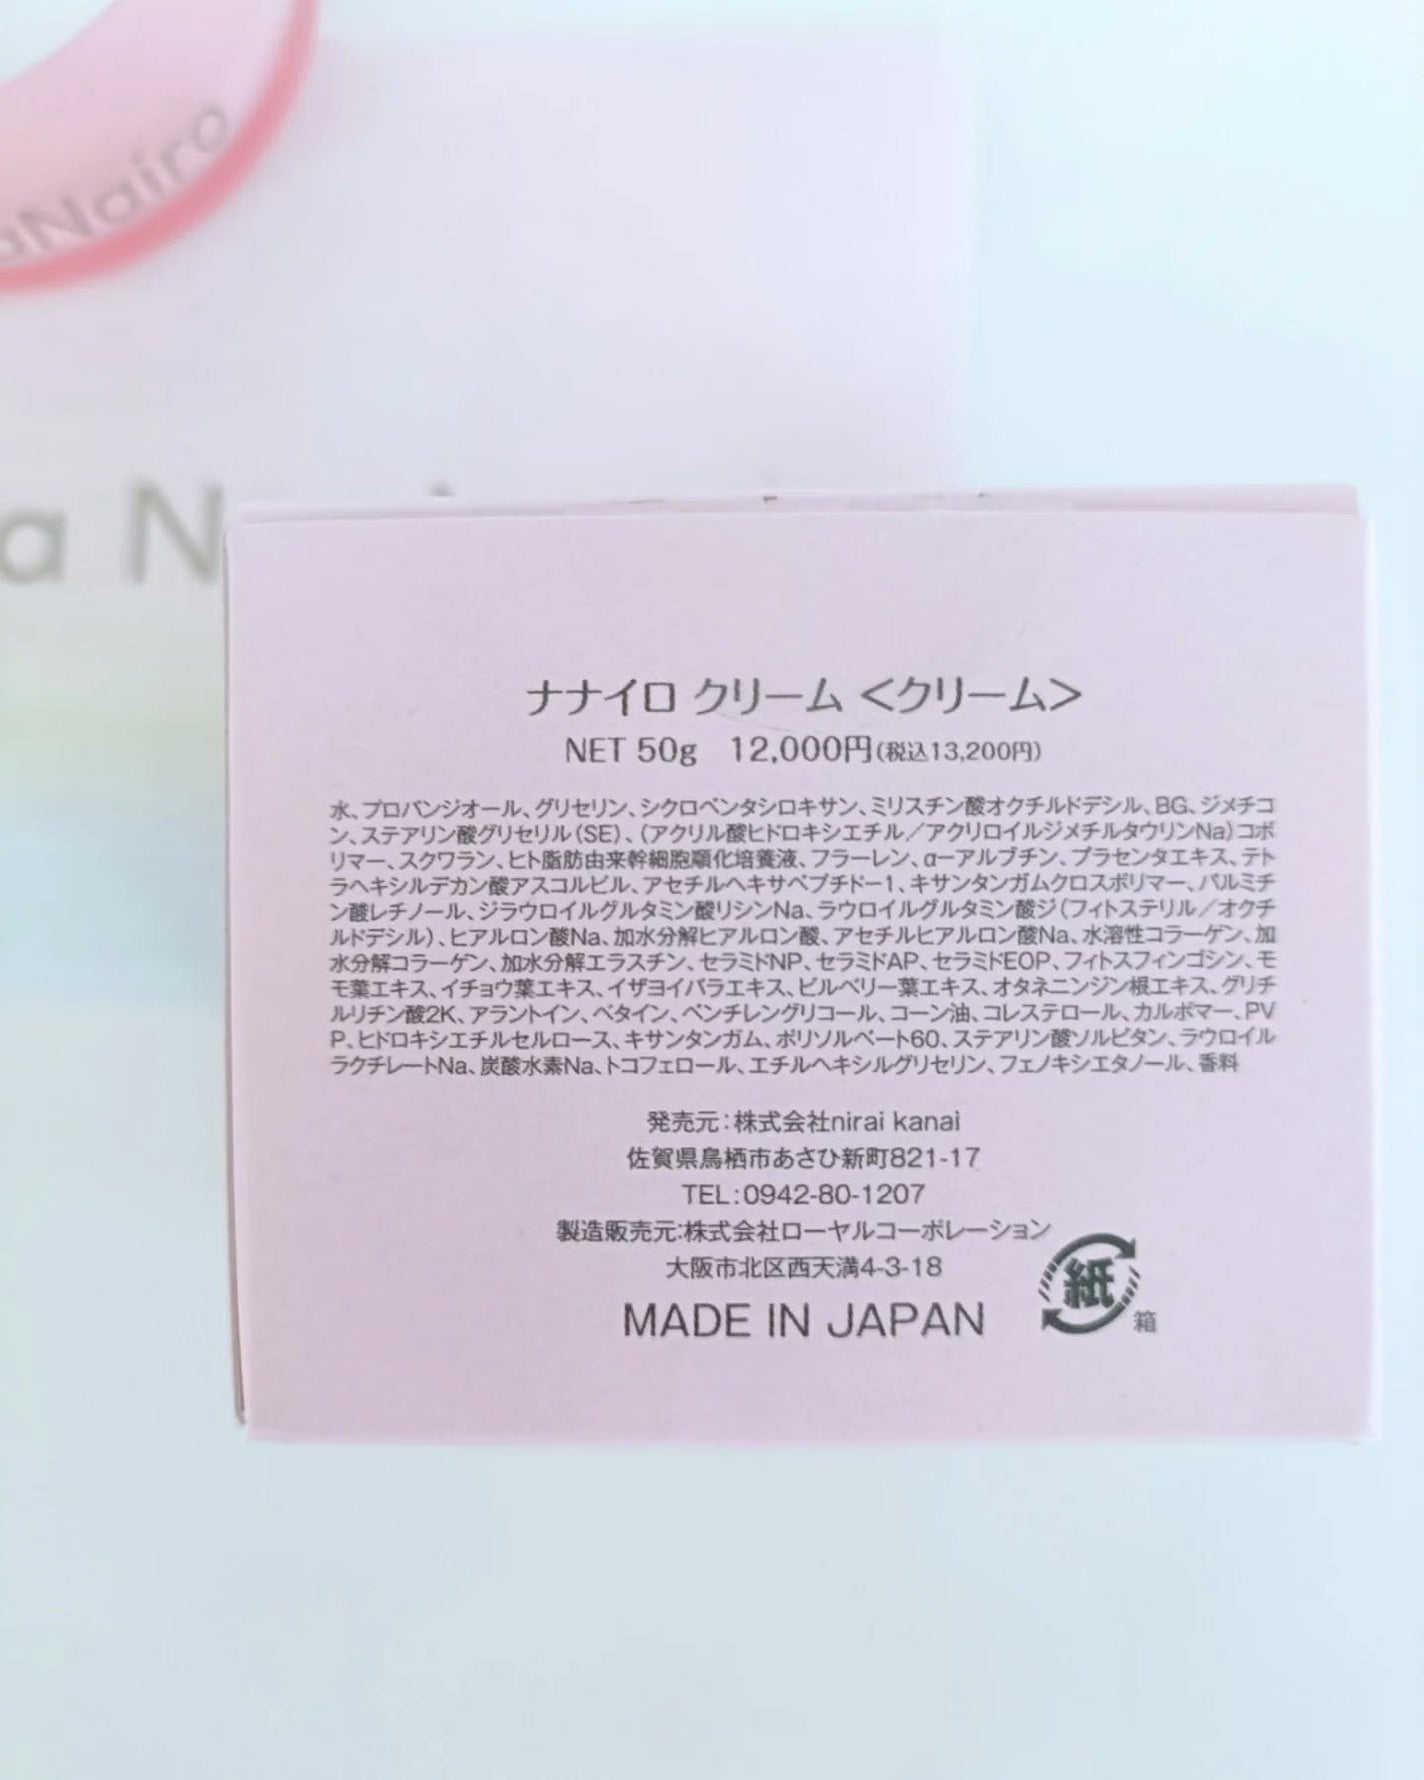 aNairo
a N
ナナイロ クリーム＜クリーム＞
NET 50g 12,000円(税込13,200円)
水、プロパンジオール、グリセリン、シクロペンタシロキサン、ミリスチン酸オクチルドデシル、BG、ジメチコ
ン、ステアリン酸グリセリル(SE)、(アクリル酸ヒドロキシエチル／アクリロイルジメチルタウリンNa)コポ
リマー、スクワラン、ヒト脂肪由来幹細胞順化培養液、フラーレン、α-アルブチン、プラセンタエキス、テト
ラヘキシルデカン酸アスコルビル、アセチルヘキサペプチドー1、キサンタンガムクロスポリマー、パルミチ
ン酸レチノール、ジラウロイルグルタミン酸リシンNa、ラウロイルグルタミン酸ジ(フィトステリル／オクチ
ルドデシル)、ヒアルロン酸Na、加水分解ヒアルロン酸、アセチルヒアルロン酸Na、水溶性コラーゲン、加
水分解コラーゲン、加水分解エラスチン、セラミドNP、セラミドAP、セラミドEOP、フィトスフィンゴシン、モ
モ葉エキス、イチョウ葉エキス、イザヨイバラエキス、ビルベリー葉エキス、オタネニンジン根エキス、グリチ
ルリチン酸2K、アラントイン、ベタイン、ペンチレングリコール、コーン油、コレステロール、カルボマー、PV
P、ヒドロキシエチルセルロース、キサンタンガム、ポリソルベート60、ステアリン酸ソルビタン、ラウロイル
ラクチレートNa、炭酸水素Na、トコフェロール、エチルヘキシルグリセリン、フェノキシエタノール、香料
発売元：株式会社nirai kanai
佐賀県鳥栖市あさひ新町821-17
TEL:0942-80-1207
製造販売元:株式会社ローヤルコーポレーション
大阪市北区西天満4-3-18
MADE IN JAPAN
紙
箱